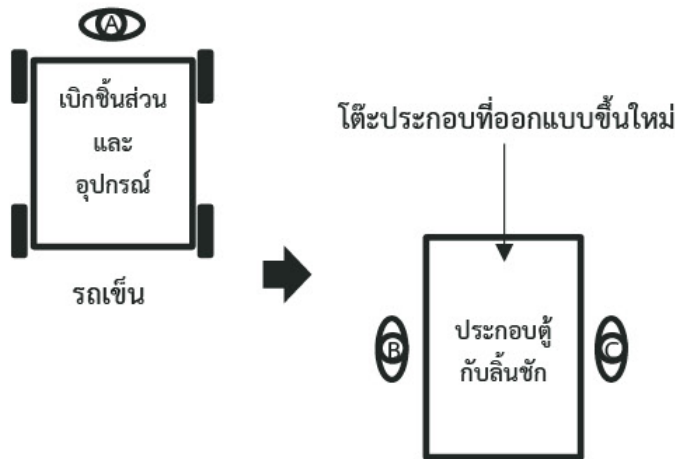 A
เบิกชิ้นส่วน
และ
อุปกรณ์
รถเข็น
โต๊ะประกอบที่ออกแบบขึ้นใหม่
B
ประกอบตู้
กับลิ้นชัก
C